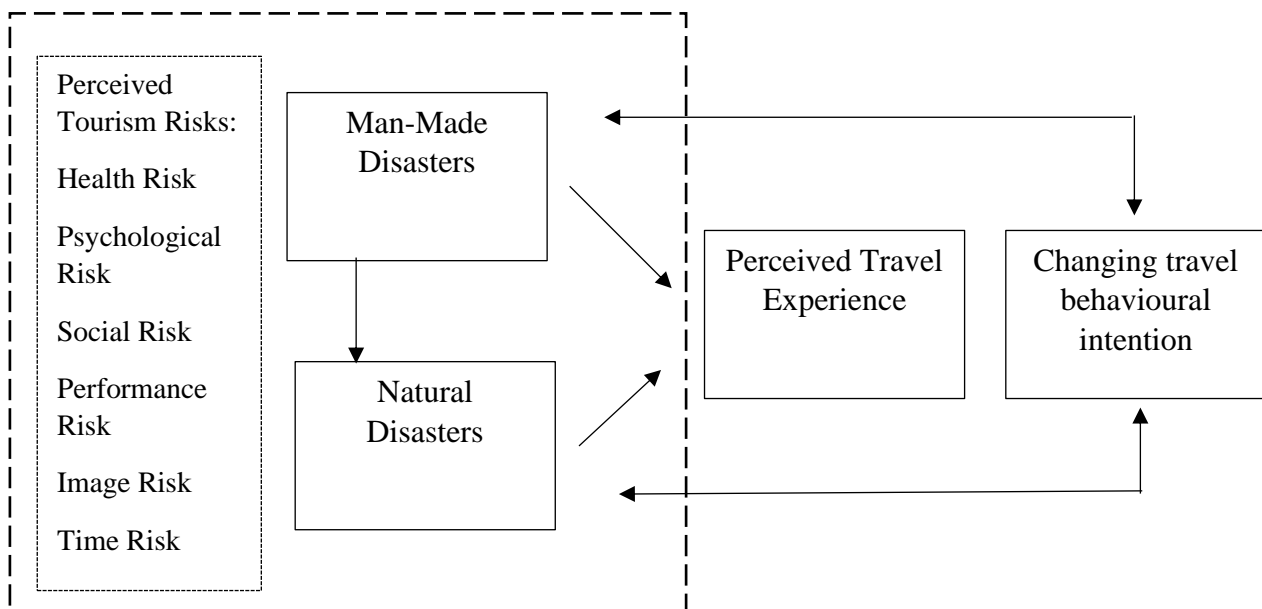 Perceived
Tourism Risks:
Health Risk
Psychological
Risk
Social Risk
Performance
Risk
Image Risk
Time Risk
Man-Made
Disasters
Natural
Disasters
Perceived Travel
Experience
Changing travel
behavioural
intention